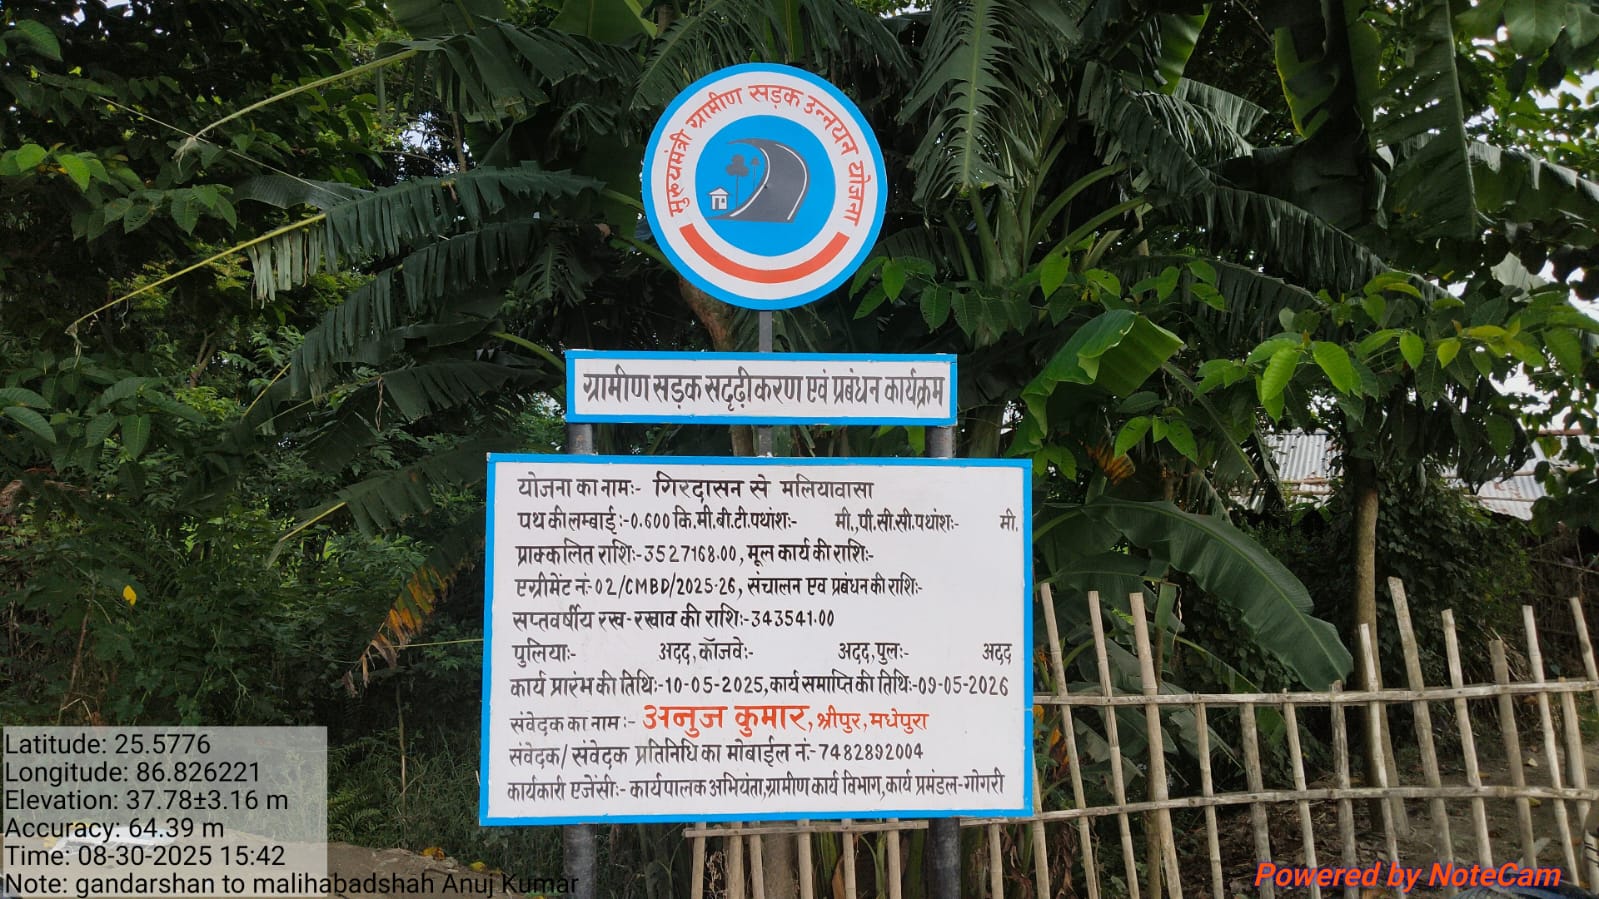 मुख्यमंत्री ग्रामीण सड़क उन्नयन योजना
ग्रामीण सड़क सदृढ़ीकरण एवं प्रबंधन कार्यक्रम
योजना का नामः- गिरदासन से मलियावासा
पथ की लम्बाई:-0.600 कि.मी.बी.टी.पथांशः- मी.,पी.सी.सी.पथांशः- मी.
प्राक्कलित राशिः-3527168.00, मूल कार्य की राशिः-
एग्रीमेंट नं:-02/CMBD/2025-26, संचालन एव प्रबंधन की राशिः-
सप्तवर्षीय रख-रखाव की राशिः-343541.00
पुलियाः- अदद,कॉजवेः- अदद,पुलः- अदद
कार्य प्रारंभ की तिथिः-10-05-2025,कार्य समाप्ति की तिथिः-09-05-2026
संवेदक का नामः- अनुज कुमार, श्रीपुर, मधेपुरा
संवेदक/ संवेदक प्रतिनिधि का मोबाईल नं:-7482892004
कार्यकारी एजेंसीः- कार्यपालक अभियंता,ग्रामीण कार्य विभाग,कार्य प्रमंडल-गोगरी
Latitude: 25.5776
Longitude: 86.826221
Elevation: 37.78±3.16 m
Accuracy: 64.39 m
Time: 08-30-2025 15:42
Note: gandarshan to malihabadshah Anuj Kumar
Powered by NoteCam